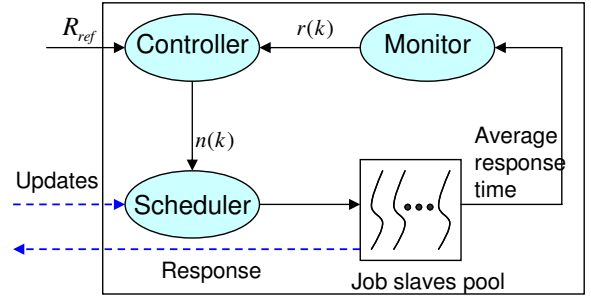 R_ref
Controller
r(k)
Monitor
n(k)
Average
response
time
Updates
Scheduler
Response
Job slaves pool